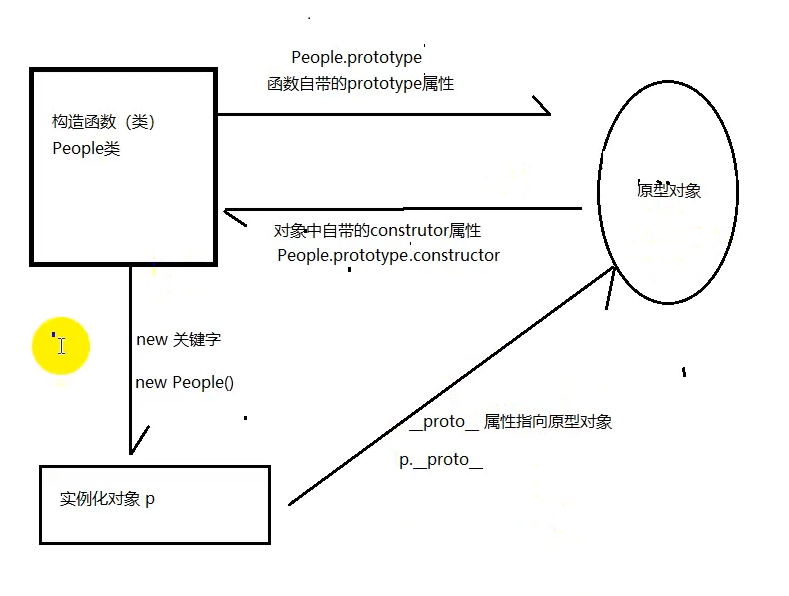 People.prototype
函数自带的prototype属性
构造函数（类）
People类
原型对象
对象中自带的construtor属性
People.prototype.constructor
new 关键字
new People()
__proto__ 属性指向原型对象
p.__proto__
实例化对象 p